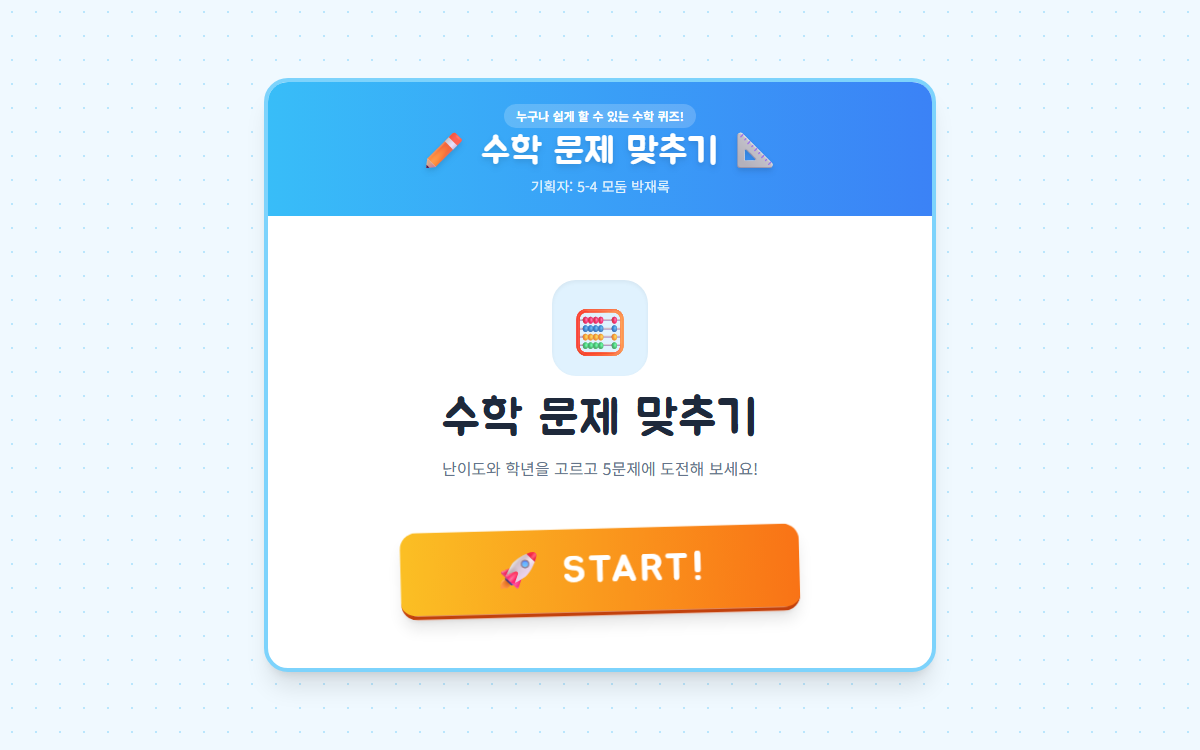 누구나 쉽게 할 수 있는 수학 퀴즈!
수학 문제 맞추기
기획자: 5-4 모둠 박재록
수학 문제 맞추기
난이도와 학년을 고르고 5문제에 도전해 보세요!
START!